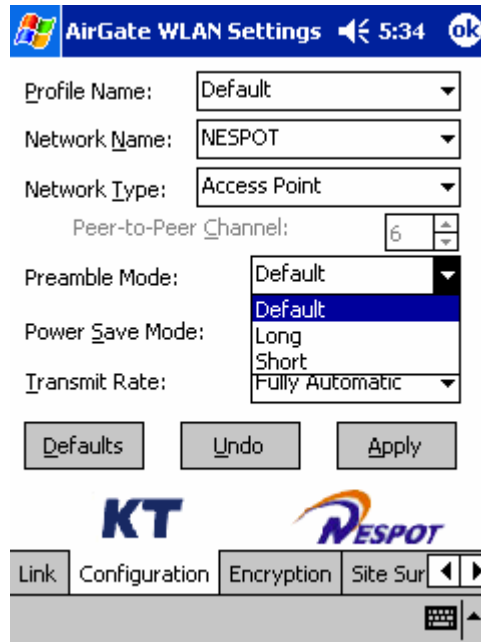 AirGate WLAN Settings 5:34 ok
Profile Name: Default
Network Name: NESPOT
Network Type: Access Point
Peer-to-Peer Channel: 6
Preamble Mode: Default
Default
Power Save Mode: Long
Short
Transmit Rate: Fully Automatic
Defaults Undo Apply
KT NESPOT
Link Configuration Encryption Site Sur